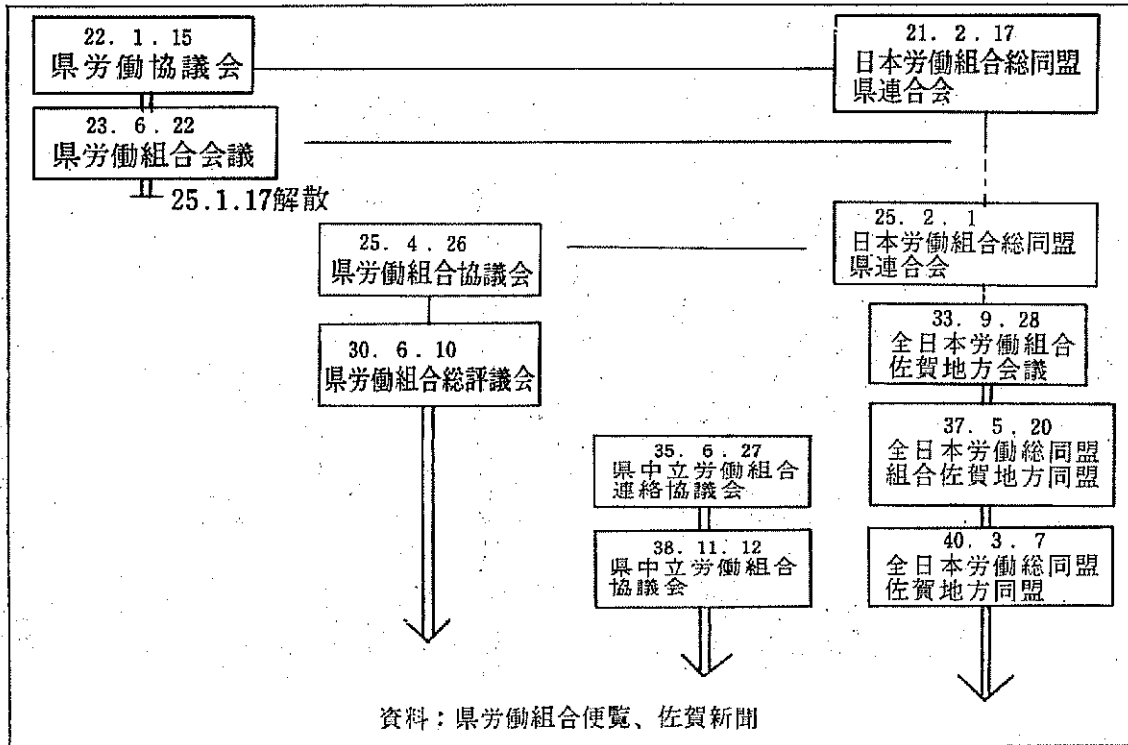 22. 1. 15
県労働協議会
21. 2. 17
日本労働組合総同盟
県連合会
23. 6. 22
県労働組合会議
25.1.17解散
25. 4. 26
県労働組合協議会
25. 2. 1
日本労働組合総同盟
県連合会
30. 6. 10
県労働組合総評議会
33. 9. 28
全日本労働組合
佐賀地方会議
35. 6. 27
県中立労働組合
連絡協議会
37. 5. 20
全日本労働総同盟
組合佐賀地方同盟
38. 11. 12
県中立労働組合
協議会
40. 3. 7
全日本労働総同盟
佐賀地方同盟
資料：県労働組合便覧、佐賀新聞